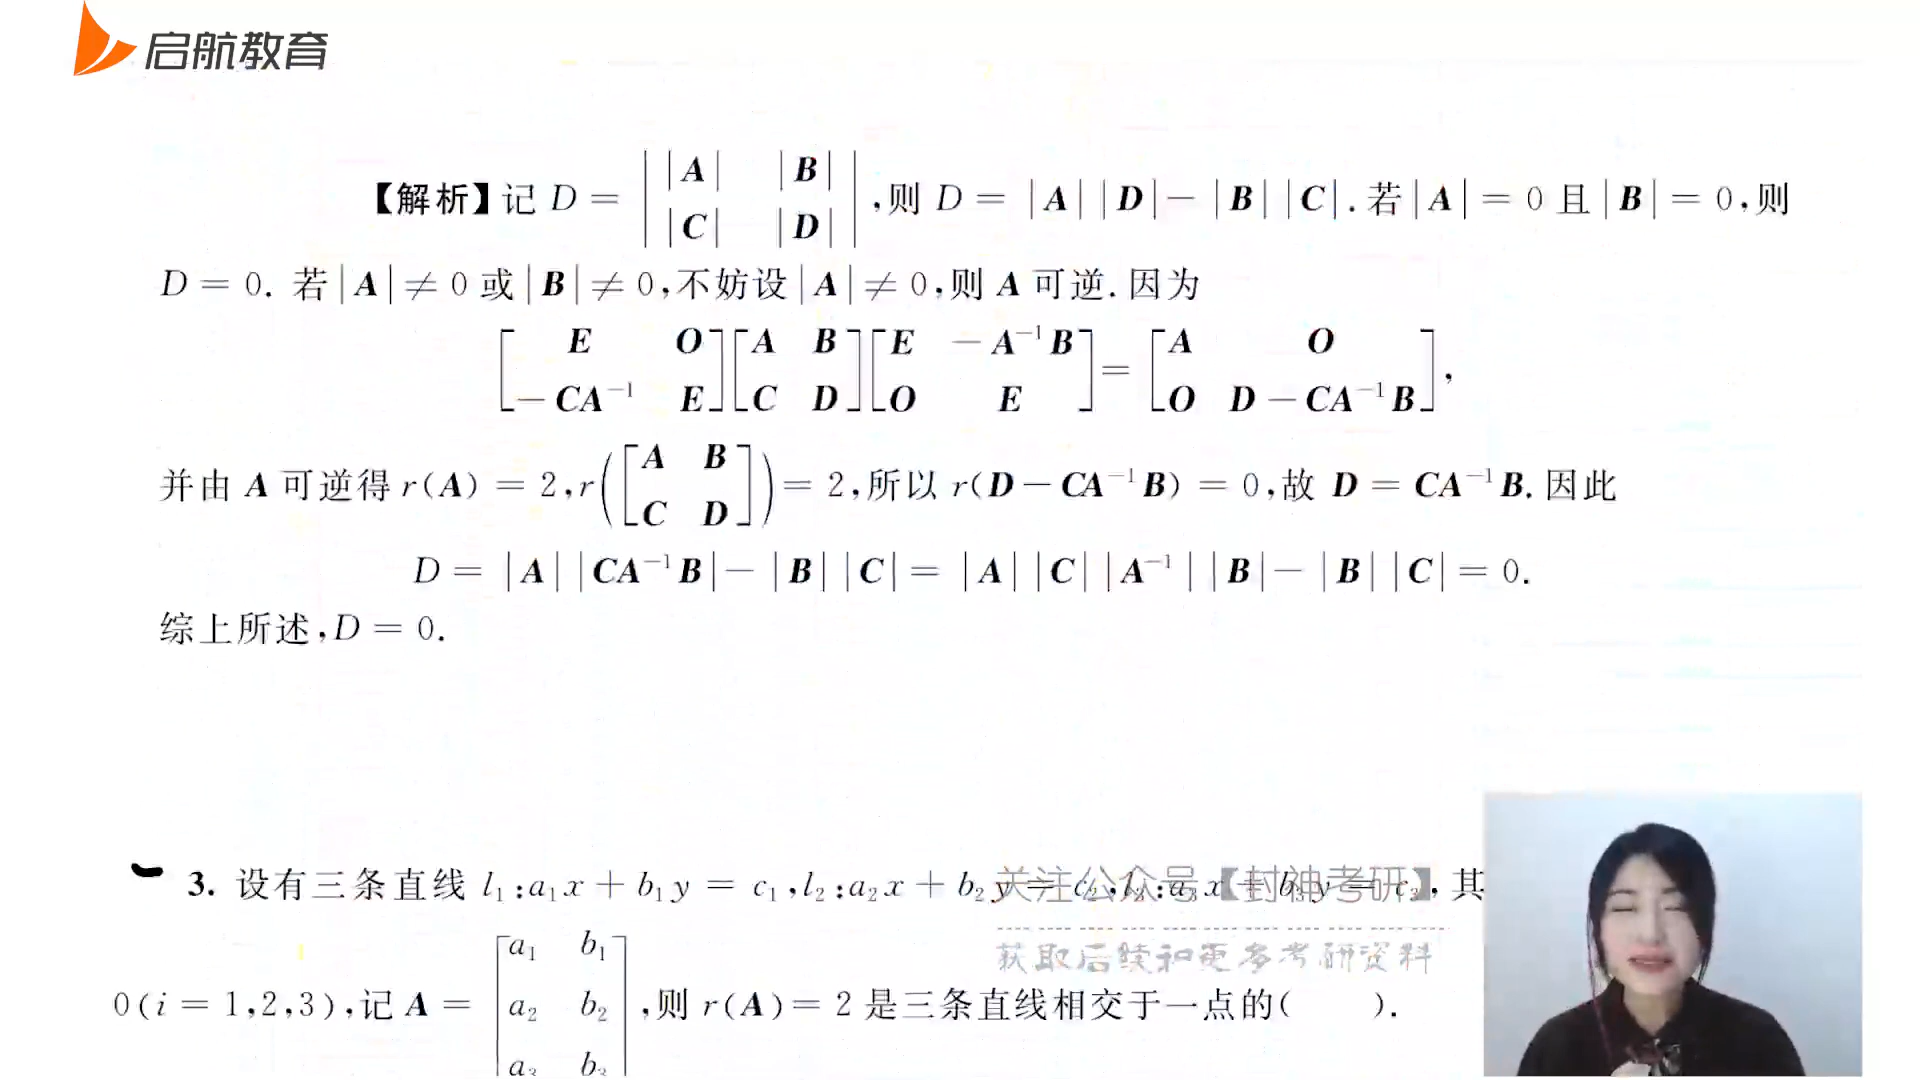 启航教育
【解析】记 D = | |A| |B| |
| |C| |D| | ,则 D = |A||D|－|B||C|.若|A| = 0 且|B| = 0,则
D = 0. 若|A|≠0 或|B|≠0,不妨设|A|≠0,则 A 可逆.因为
[E O; －CA⁻¹ E][A B; C D][E －A⁻¹B; O E] = [A O; O D－CA⁻¹B],
并由 A 可逆得 r(A) = 2,r([A B; C D]) = 2,所以 r(D－CA⁻¹B) = 0,故 D = CA⁻¹B.因此
D = |A||CA⁻¹B|－|B||C| = |A||C||A⁻¹||B|－|B||C| = 0.
综上所述,D = 0.
3. 设有三条直线 l₁:a₁x + b₁y = c₁,l₂:a₂x + b₂y = c₂,l₃:a₃x + b₃y = c₃,其
关注公众号【封神考研】
获取后续和更多考研资料
0(i = 1,2,3),记 A = [a₁ b₁; a₂ b₂; a₃ b₃],则 r(A) = 2 是三条直线相交于一点的( ).